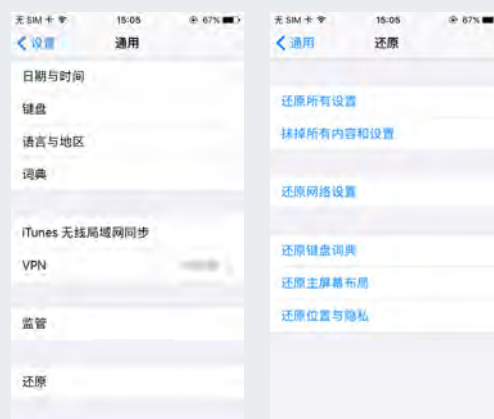 无 SIM 卡
15:05
67%
设置
通用
日期与时间
键盘
语言与地区
词典
iTunes 无线局域网同步
VPN
监管
还原
无 SIM 卡
15:05
67%
通用
还原
还原所有设置
抹掉所有内容和设置
还原网络设置
还原键盘词典
还原主屏幕布局
还原位置与隐私